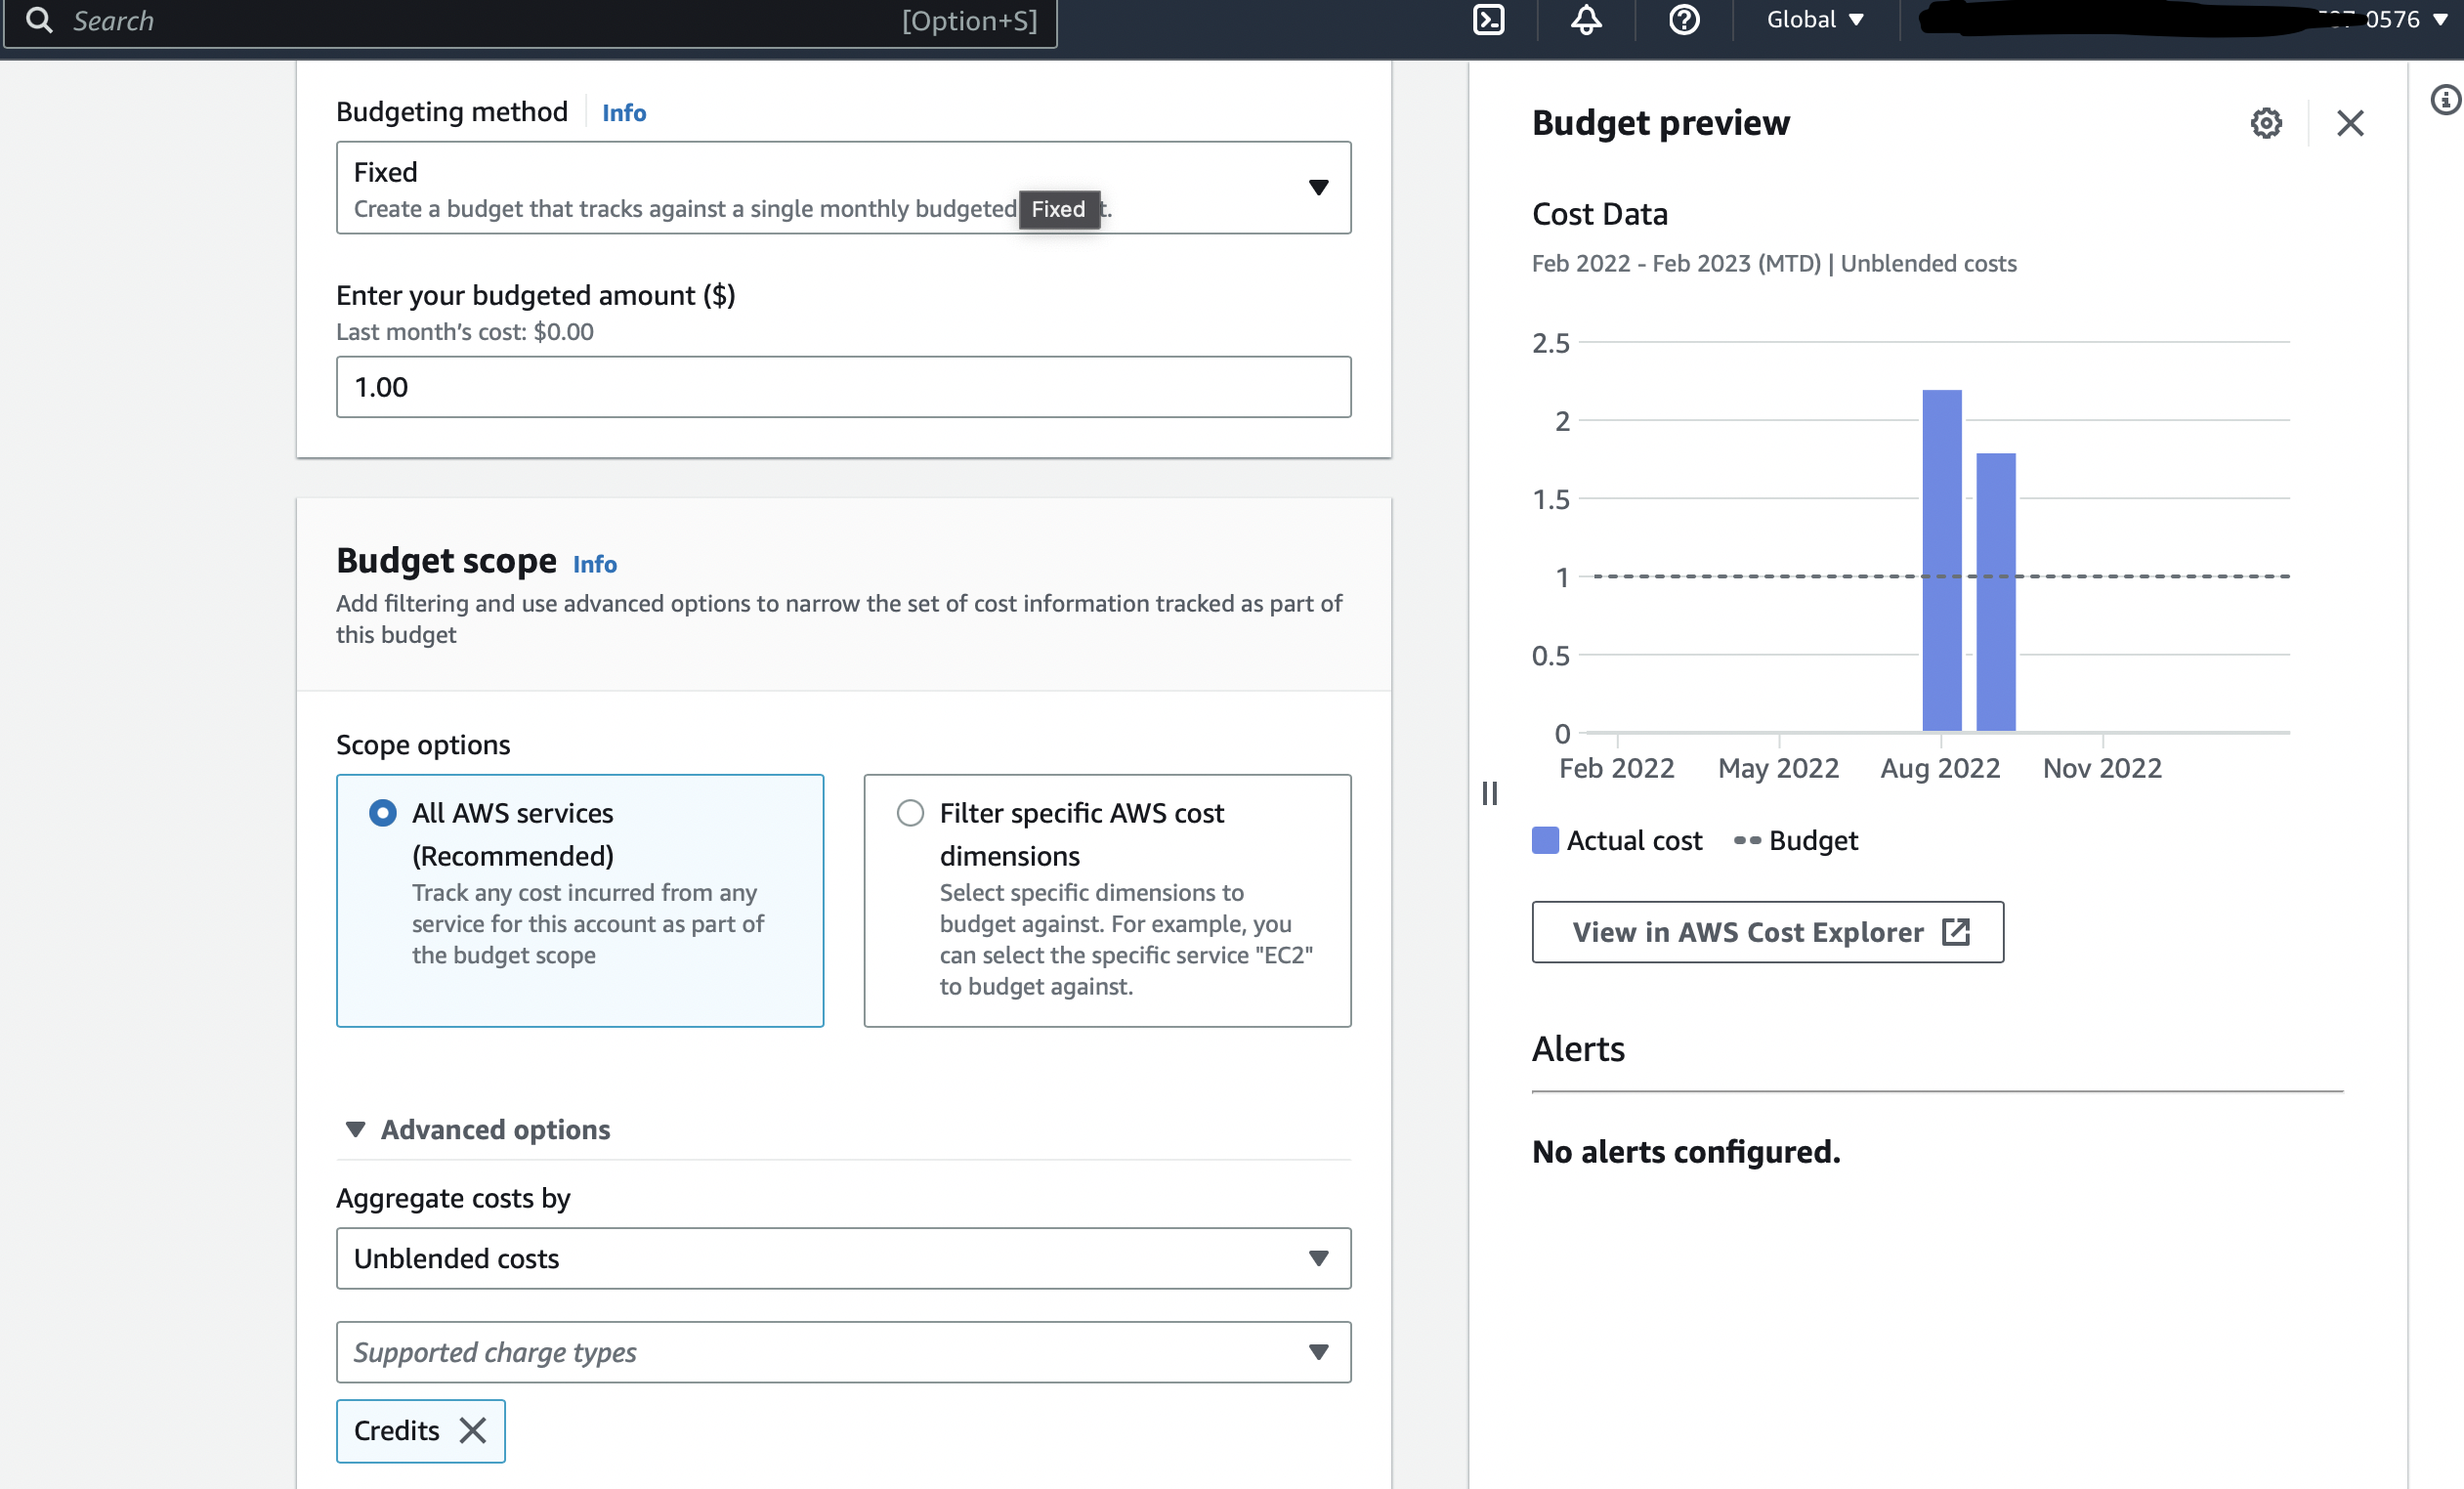 Search [Option+S] Global 0576
Budgeting method Info
Fixed
Create a budget that tracks against a single monthly budgeted Fixed t.
Enter your budgeted amount ($)
Last month's cost: $0.00
1.00
Budget scope Info
Add filtering and use advanced options to narrow the set of cost information tracked as part of
this budget
Scope options
All AWS services
(Recommended)
Track any cost incurred from any
service for this account as part of
the budget scope
Filter specific AWS cost
dimensions
Select specific dimensions to
budget against. For example, you
can select the specific service "EC2"
to budget against.
Advanced options
Aggregate costs by
Unblended costs
Supported charge types
Credits
Budget preview
Cost Data
Feb 2022 - Feb 2023 (MTD) | Unblended costs
2.5
2
1.5
1
0.5
0
Feb 2022 May 2022 Aug 2022 Nov 2022
Actual cost Budget
View in AWS Cost Explorer
Alerts
No alerts configured.